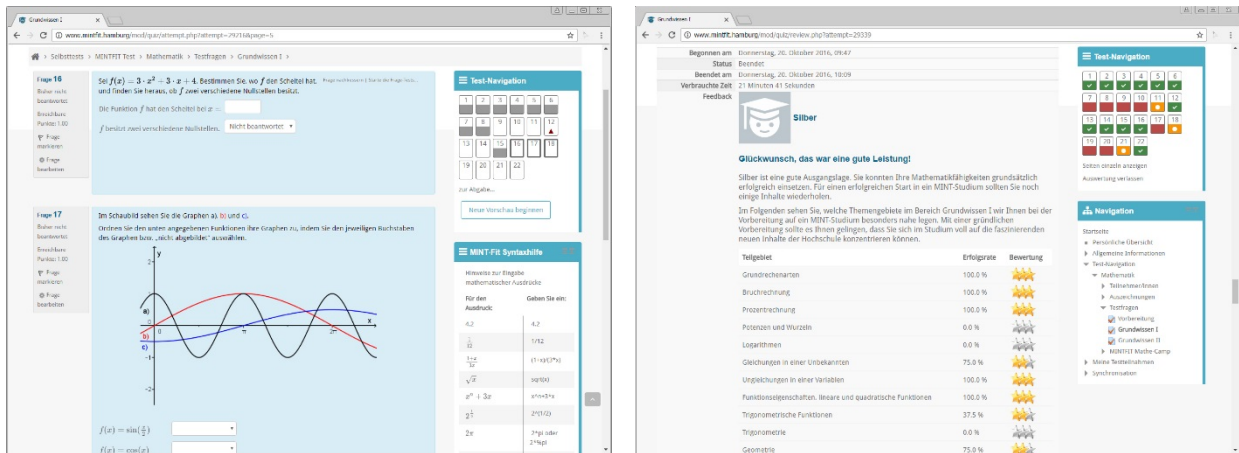 Grundwissen I
www.mintfit.hamburg/mod/quiz/attempt.php?attempt=29216&page=5
> Selbsttests > MINTFIT Test > Mathematik > Testfragen > Grundwissen I >
Frage 16
Bisher nicht
beantwortet
Erreichbare
Punkte: 1.00
Frage
markieren
Frage
bearbeiten
Sei f(x) = 3 · x² + 3 · x + 4. Bestimmen Sie, wo f den Scheitel hat,
und finden Sie heraus, ob f zwei verschiedene Nullstellen besitzt.
Die Funktion f hat den Scheitel bei x =
f besitzt zwei verschiedene Nullstellen. Nicht beantwortet
Frage 17
Bisher nicht
beantwortet
Erreichbare
Punkte: 1.00
Frage
markieren
Frage
bearbeiten
Im Schaubild sehen Sie die Graphen a), b) und c).
Ordnen Sie den unten angegebenen Funktionen ihre Graphen zu, indem Sie den jeweiligen Buchstaben
des Graphen bzw. „nicht abgebildet" auswählen.
y
2
a)
0
0
π
2π
x
b)
c)
-1
-2
f(x) = sin(x/2)
f(x) = cos(x)
Test-Navigation
1 2 3 4 5 6
7 8 9 10 11 12
13 14 15 16 17 18
19 20 21 22
zur Abgabe...
Neue Vorschau beginnen
MINT-Fit Syntaxhilfe
Hinweise zur Eingabe
mathematischer Ausdrücke
Für den Ausdruck: Geben Sie ein:
4,2 4,2
1/12
(1+x)/(3*x)
√x sqrt(x)
xⁿ + 3x x^n+3*x
2^(1/2)
2π 2*pi oder
2*%pi
Grundwissen I
www.mintfit.hamburg/mod/quiz/review.php?attempt=29339
Begonnen am Donnerstag, 20. Oktober 2016, 09:47
Status Beendet
Beendet am Donnerstag, 20. Oktober 2016, 10:09
Verbrauchte Zeit 21 Minuten 41 Sekunden
Feedback
Silber
Glückwunsch, das war eine gute Leistung!
Silber ist eine gute Ausgangslage. Sie konnten Ihre Mathematikfähigkeiten grundsätzlich
erfolgreich einsetzen. Für einen erfolgreichen Start in ein MINT-Studium sollten Sie noch
einige Inhalte wiederholen.
Im Folgenden sehen Sie, welche Themengebiete im Bereich Grundwissen I wir Ihnen bei der
Vorbereitung auf ein MINT-Studium besonders nahe legen. Mit einer gründlichen
Vorbereitung sollte es Ihnen gelingen, dass Sie sich im Studium voll auf die faszinierenden
neuen Inhalte der Hochschule konzentrieren können.
Teilgebiet Erfolgsrate Bewertung
Grundrechenarten 100.0 %
Bruchrechnung 100.0 %
Prozentrechnung 100.0 %
Potenzen und Wurzeln 0.0 %
Logarithmen 0.0 %
Gleichungen in einer Unbekannten 75.0 %
Ungleichungen in einer Variablen 100.0 %
Funktionseigenschaften, lineare und quadratische Funktionen 100.0 %
Trigonometrische Funktionen 37.5 %
Trigonometrie 0.0 %
Geometrie 75.0 %
Test-Navigation
1 2 3 4 5 6
7 8 9 10 11 12
13 14 15 16 17 18
19 20 21 22
Seiten einzeln anzeigen
Auswertung verlassen
Navigation
Startseite
Persönliche Übersicht
Allgemeine Informationen
Test-Navigation
Mathematik
Teilnehmer/innen
Auszeichnungen
Testfragen
Vorbereitung
Grundwissen I
Grundwissen II
MINTFIT Mathe-Camp
Meine Testteilnahmen
Synchronisation